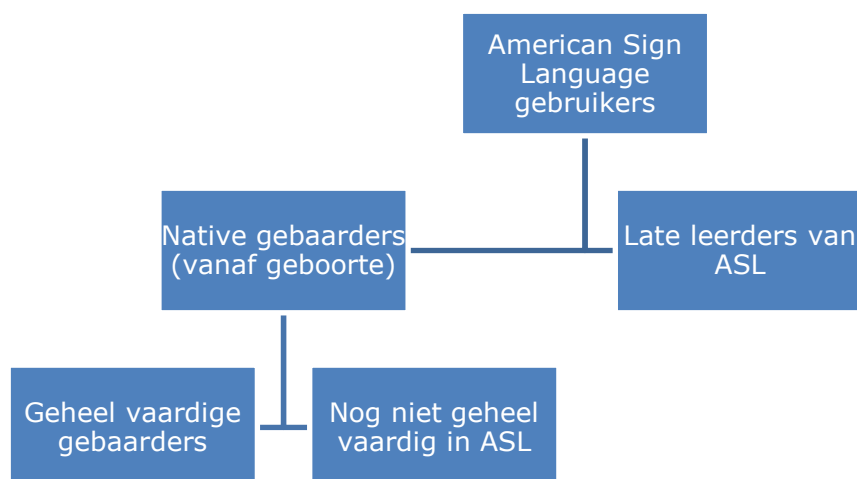 American Sign
Language
gebruikers
Native gebaarders
(vanaf geboorte)
Late leerders van
ASL
Geheel vaardige
gebaarders
Nog niet geheel
vaardig in ASL